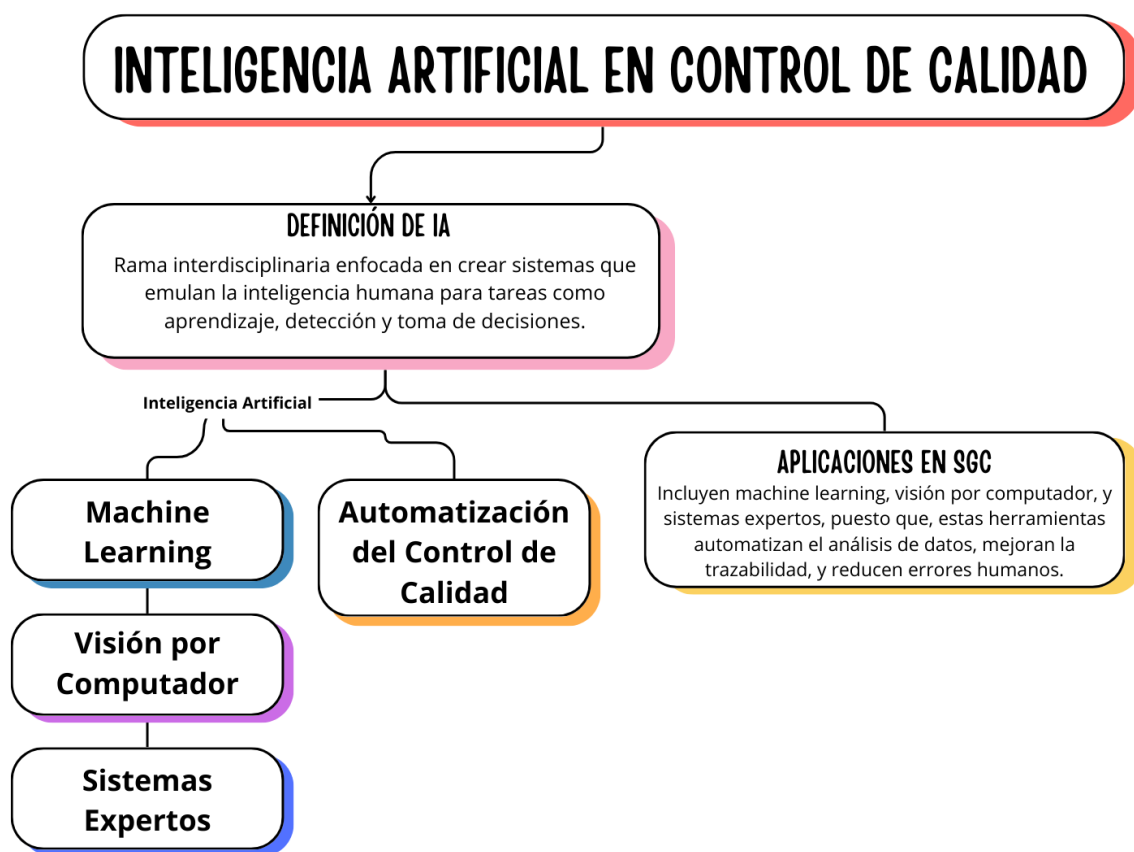 INTELIGENCIA ARTIFICIAL EN CONTROL DE CALIDAD
DEFINICIÓN DE IA
Rama interdisciplinaria enfocada en crear sistemas que
emulan la inteligencia humana para tareas como
aprendizaje, detección y toma de decisiones.
Inteligencia Artificial
Machine
Learning
Automatización
del Control de
Calidad
APLICACIONES EN SGC
Incluyen machine learning, visión por computador, y
sistemas expertos, puesto que, estas herramientas
automatizan el análisis de datos, mejoran la
trazabilidad, y reducen errores humanos.
Visión por
Computador
Sistemas
Expertos